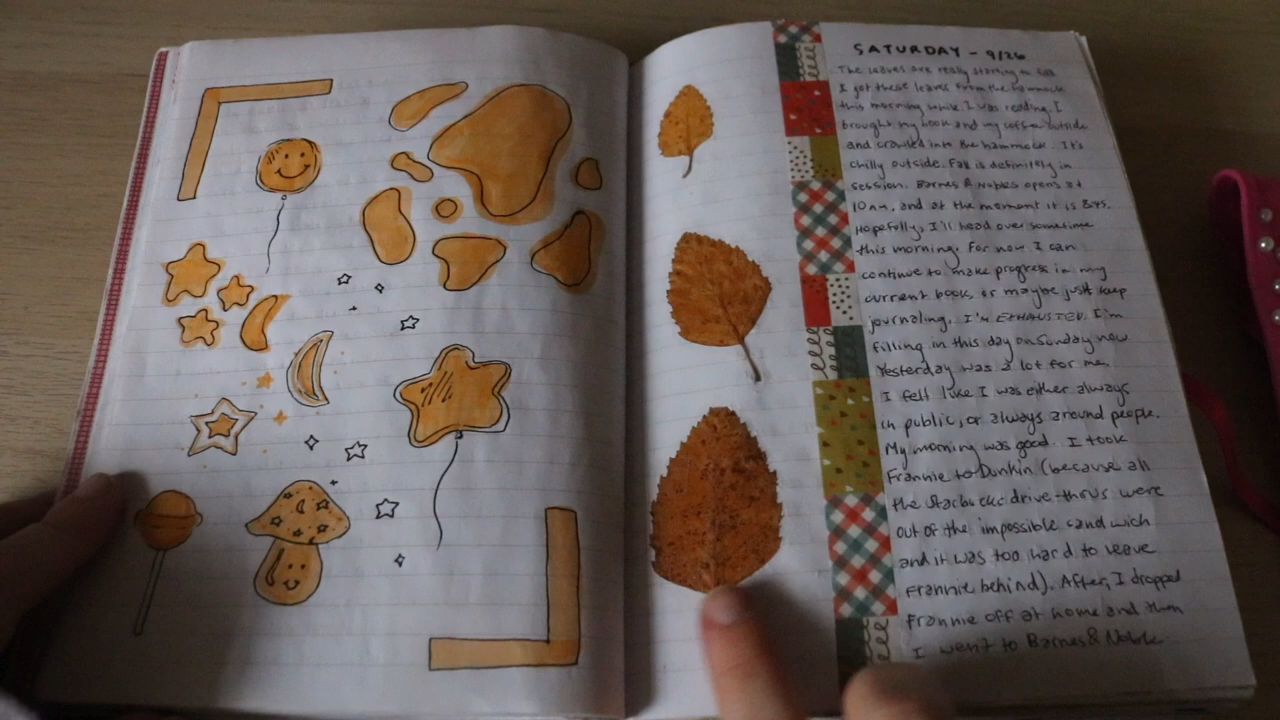 SATURDAY - 9/26
The leaves are really starting to fall
I got these leaves from the hammock
this morning while I was reading. I
brought my book and my coffee outside
and crawled into the hammock. It's
chilly outside. Fall is definitely in
session. Barnes & Nobles opens at
10AM, and at the moment it is 845.
Hopefully, I'll head over sometime
this morning. For now I can
continue to make progress in my
current book, or maybe just keep
journaling. I'm EXHAUSTED. I'm
filling in this day on Sunday now.
Yesterday was a lot for me.
I felt like I was either always
in public, or always around people.
My morning was good. I took
Frannie to Dunkin (because all
the Starbucks drive-thrus were
out of the impossible sandwich
and it was too hard to leave
Frannie behind). After, I dropped
Frannie off at home and then
I went to Barnes & Noble.